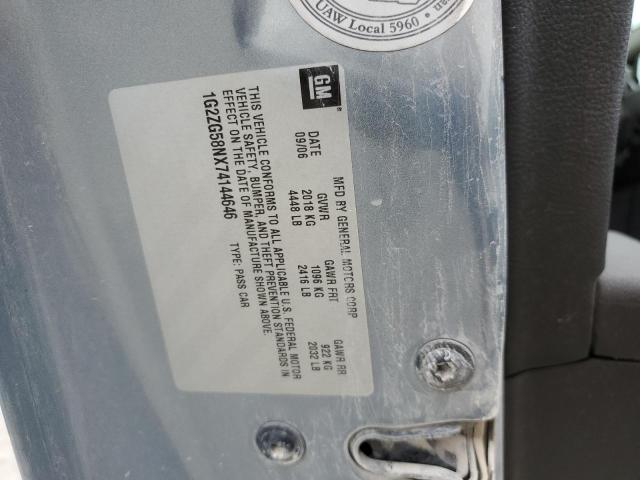 UAW Local 5960
GM
MFD BY GENERAL MOTORS CORP
DATE GVWR GAWR FRT GAWR RR
09/06 2018 KG 1096 KG 922 KG
4448 LB 2416 LB 2032 LB
THIS VEHICLE CONFORMS TO ALL APPLICABLE U.S. FEDERAL MOTOR
VEHICLE SAFETY, BUMPER, AND THEFT PREVENTION STANDARDS IN
EFFECT ON THE DATE OF MANUFACTURE SHOWN ABOVE.
1G2ZG58NX74144646 TYPE: PASS CAR